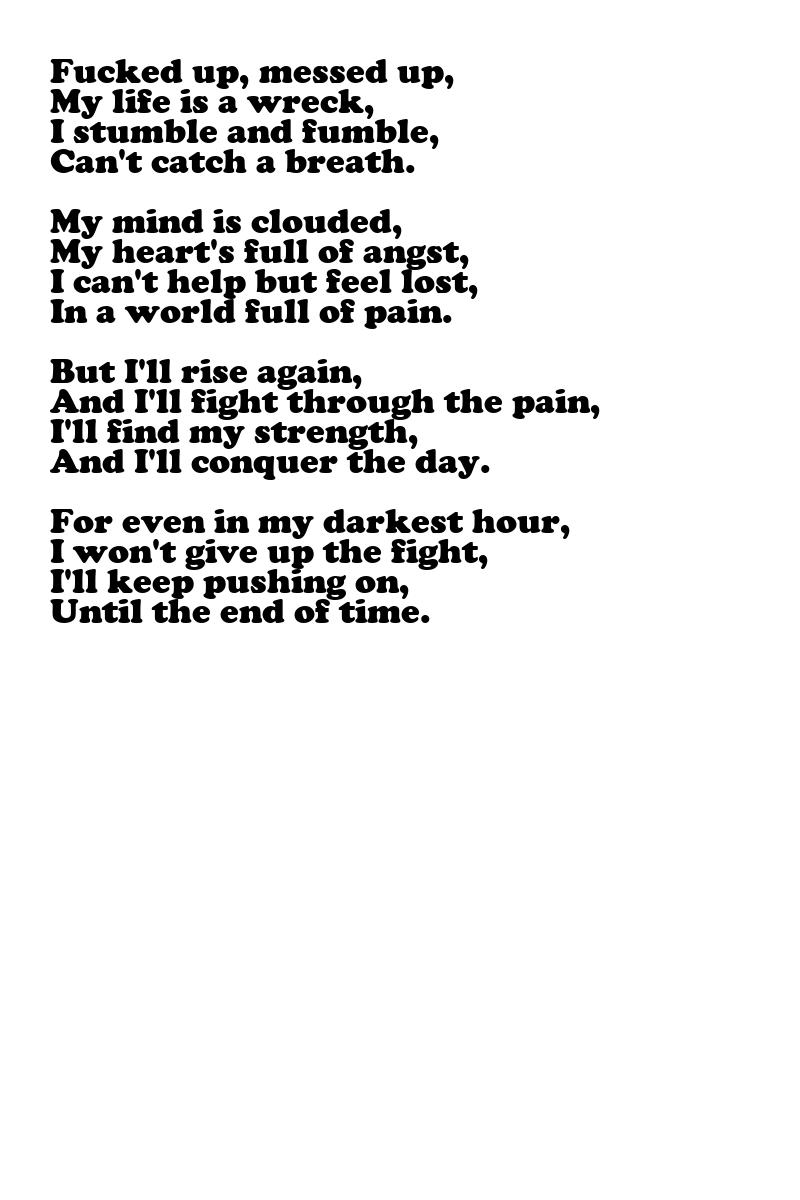 Fucked up, messed up,
My life is a wreck,
I stumble and fumble,
Can't catch a breath.

My mind is clouded,
My heart's full of angst,
I can't help but feel lost,
In a world full of pain.

But I'll rise again,
And I'll fight through the pain,
I'll find my strength,
And I'll conquer the day.

For even in my darkest hour,
I won't give up the fight,
I'll keep pushing on,
Until the end of time.